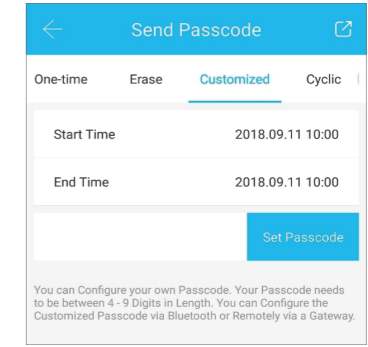 Send Passcode
One-time Erase Customized Cyclic
Start Time 2018.09.11 10:00
End Time 2018.09.11 10:00
Set Passcode
You can Configure your own Passcode. Your Passcode needs
to be between 4 - 9 Digits in Length. You can Configure the
Customized Passcode via Bluetooth or Remotely via a Gateway.